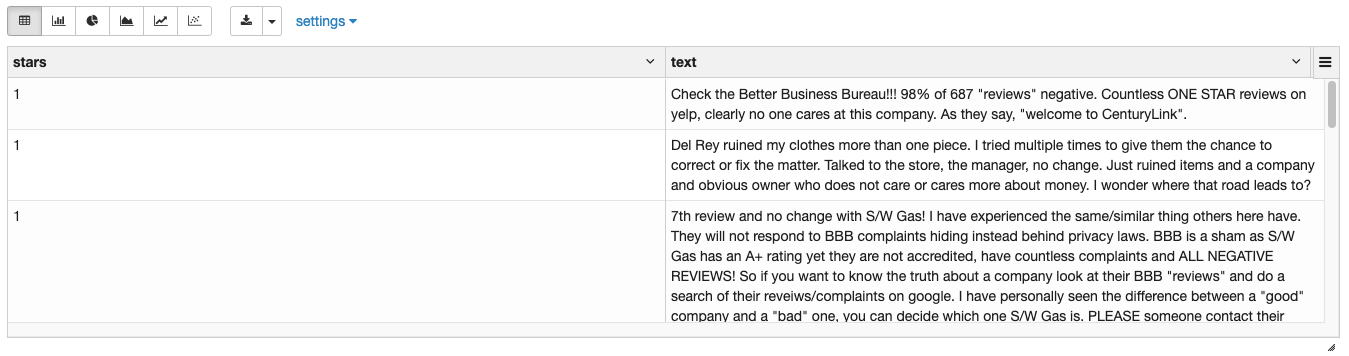 settings
stars text
1 Check the Better Business Bureau!!! 98% of 687 "reviews" negative. Countless ONE STAR reviews on
yelp, clearly no one cares at this company. As they say, "welcome to CenturyLink".
1 Del Rey ruined my clothes more than one piece. I tried multiple times to give them the chance to
correct or fix the matter. Talked to the store, the manager, no change. Just ruined items and a company
and obvious owner who does not care or cares more about money. I wonder where that road leads to?
1 7th review and no change with S/W Gas! I have experienced the same/similar thing others here have.
They will not respond to BBB complaints hiding instead behind privacy laws. BBB is a sham as S/W
Gas has an A+ rating yet they are not accredited, have countless complaints and ALL NEGATIVE
REVIEWS! So if you want to know the truth about a company look at their BBB "reviews" and do a
search of their reveiws/complaints on google. I have personally seen the difference between a "good"
company and a "bad" one, you can decide which one S/W Gas is. PLEASE someone contact their